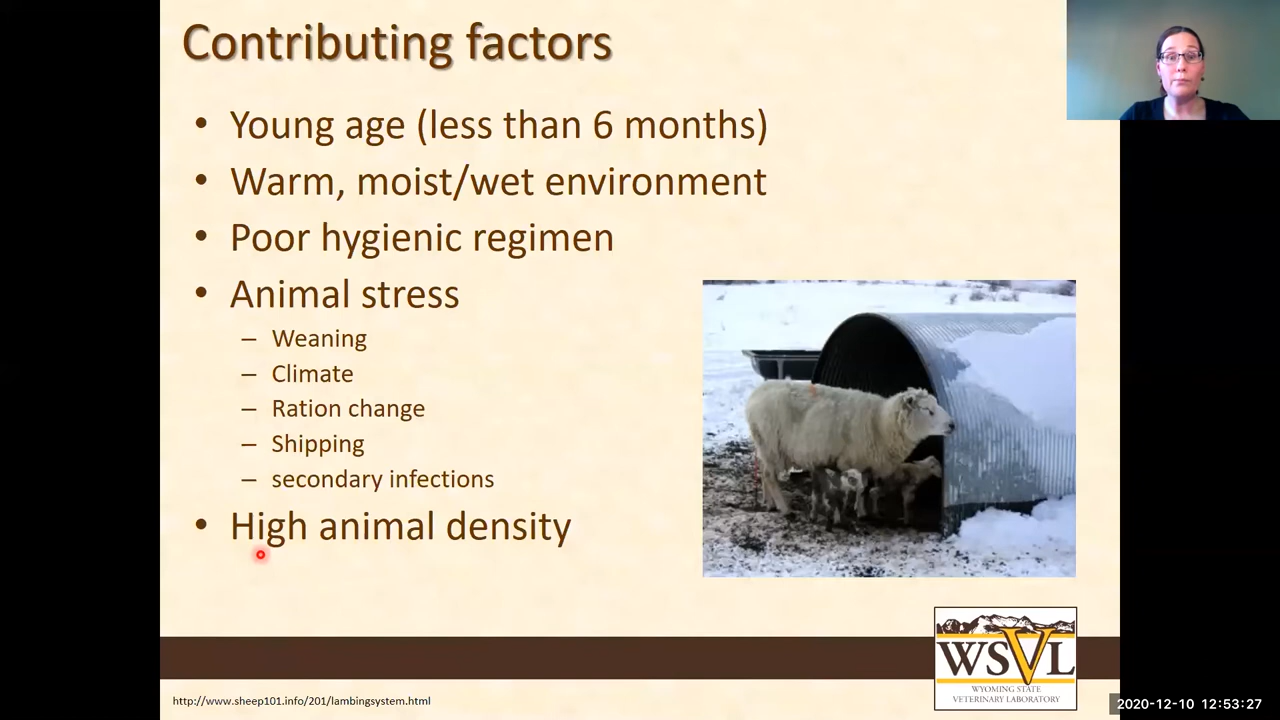 Contributing factors
• Young age (less than 6 months)
• Warm, moist/wet environment
• Poor hygienic regimen
• Animal stress
– Weaning
– Climate
– Ration change
– Shipping
– secondary infections
• High animal density
WSVL
WYOMING STATE
VETERINARY LABORATORY
http://www.sheep101.info/201/lambingsystem.html
2020-12-10 12:53:27